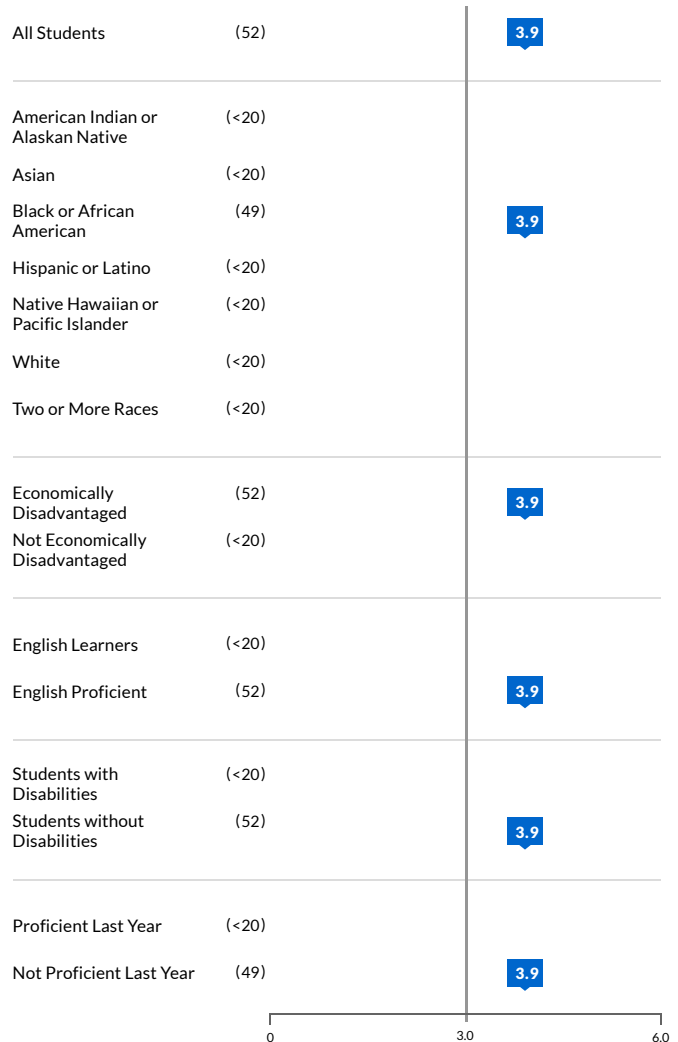 All Students (52) 3.9
American Indian or (<20)
Alaskan Native
Asian (<20)
Black or African (49) 3.9
American
Hispanic or Latino (<20)
Native Hawaiian or (<20)
Pacific Islander
White (<20)
Two or More Races (<20)
Economically (52) 3.9
Disadvantaged
Not Economically (<20)
Disadvantaged
English Learners (<20)
English Proficient (52) 3.9
Students with (<20)
Disabilities
Students without (52) 3.9
Disabilities
Proficient Last Year (<20)
Not Proficient Last Year (49) 3.9
0 3.0 6.0